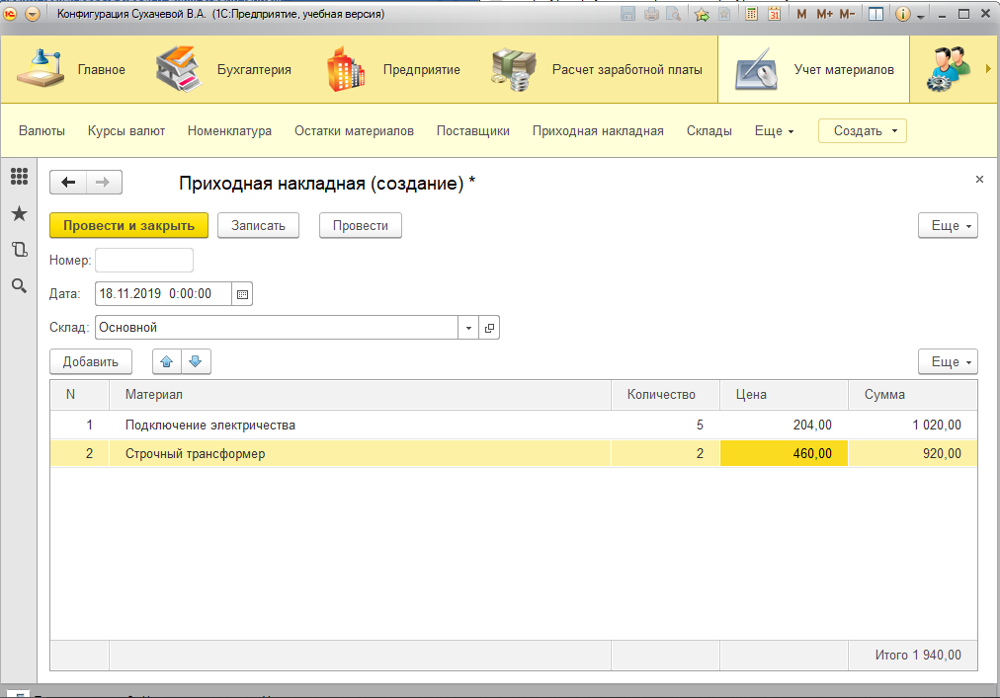 Конфигурация Сухачевой В.А. (1С:Предприятие, учебная версия)
M M+ M-
Главное Бухгалтерия Предприятие Расчет заработной платы Учет материалов
Валюты Курсы валют Номенклатура Остатки материалов Поставщики Приходная накладная Склады Еще Создать
Приходная накладная (создание) *
Провести и закрыть Записать Провести Еще
Номер:
Дата: 18.11.2019 0:00:00
Склад: Основной
Добавить Еще
N Материал Количество Цена Сумма
1 Подключение электричества 5 204,00 1 020,00
2 Строчный трансформер 2 460,00 920,00
Итого 1 940,00